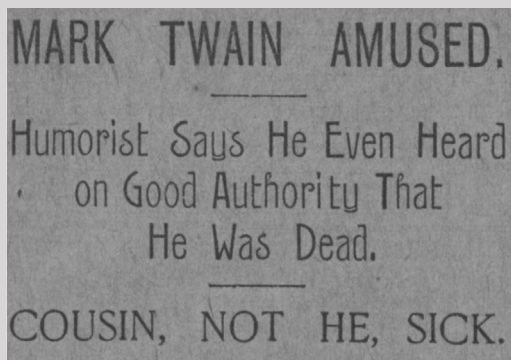 MARK TWAIN AMUSED.
Humorist Says He Even Heard
on Good Authority That
He Was Dead.
COUSIN, NOT HE, SICK.